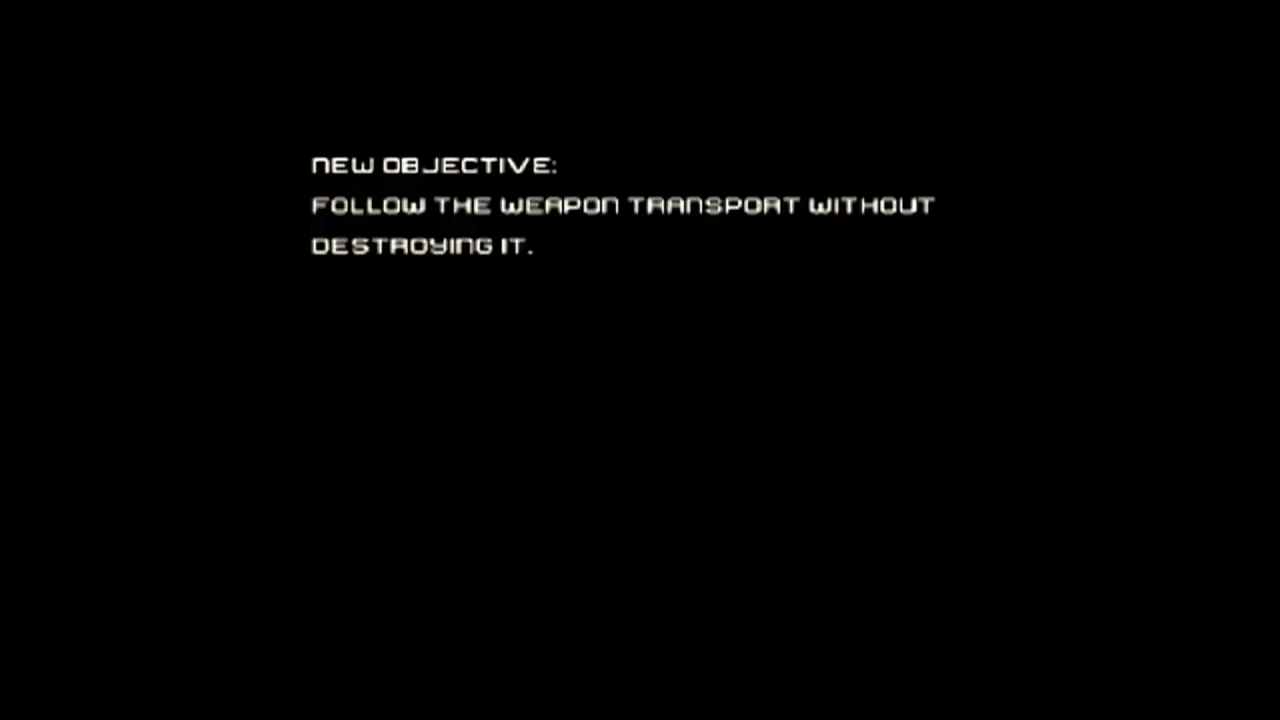 NEW OBJECTIVE:
FOLLOW THE WEAPON TRANSPORT WITHOUT
DESTROYING IT.